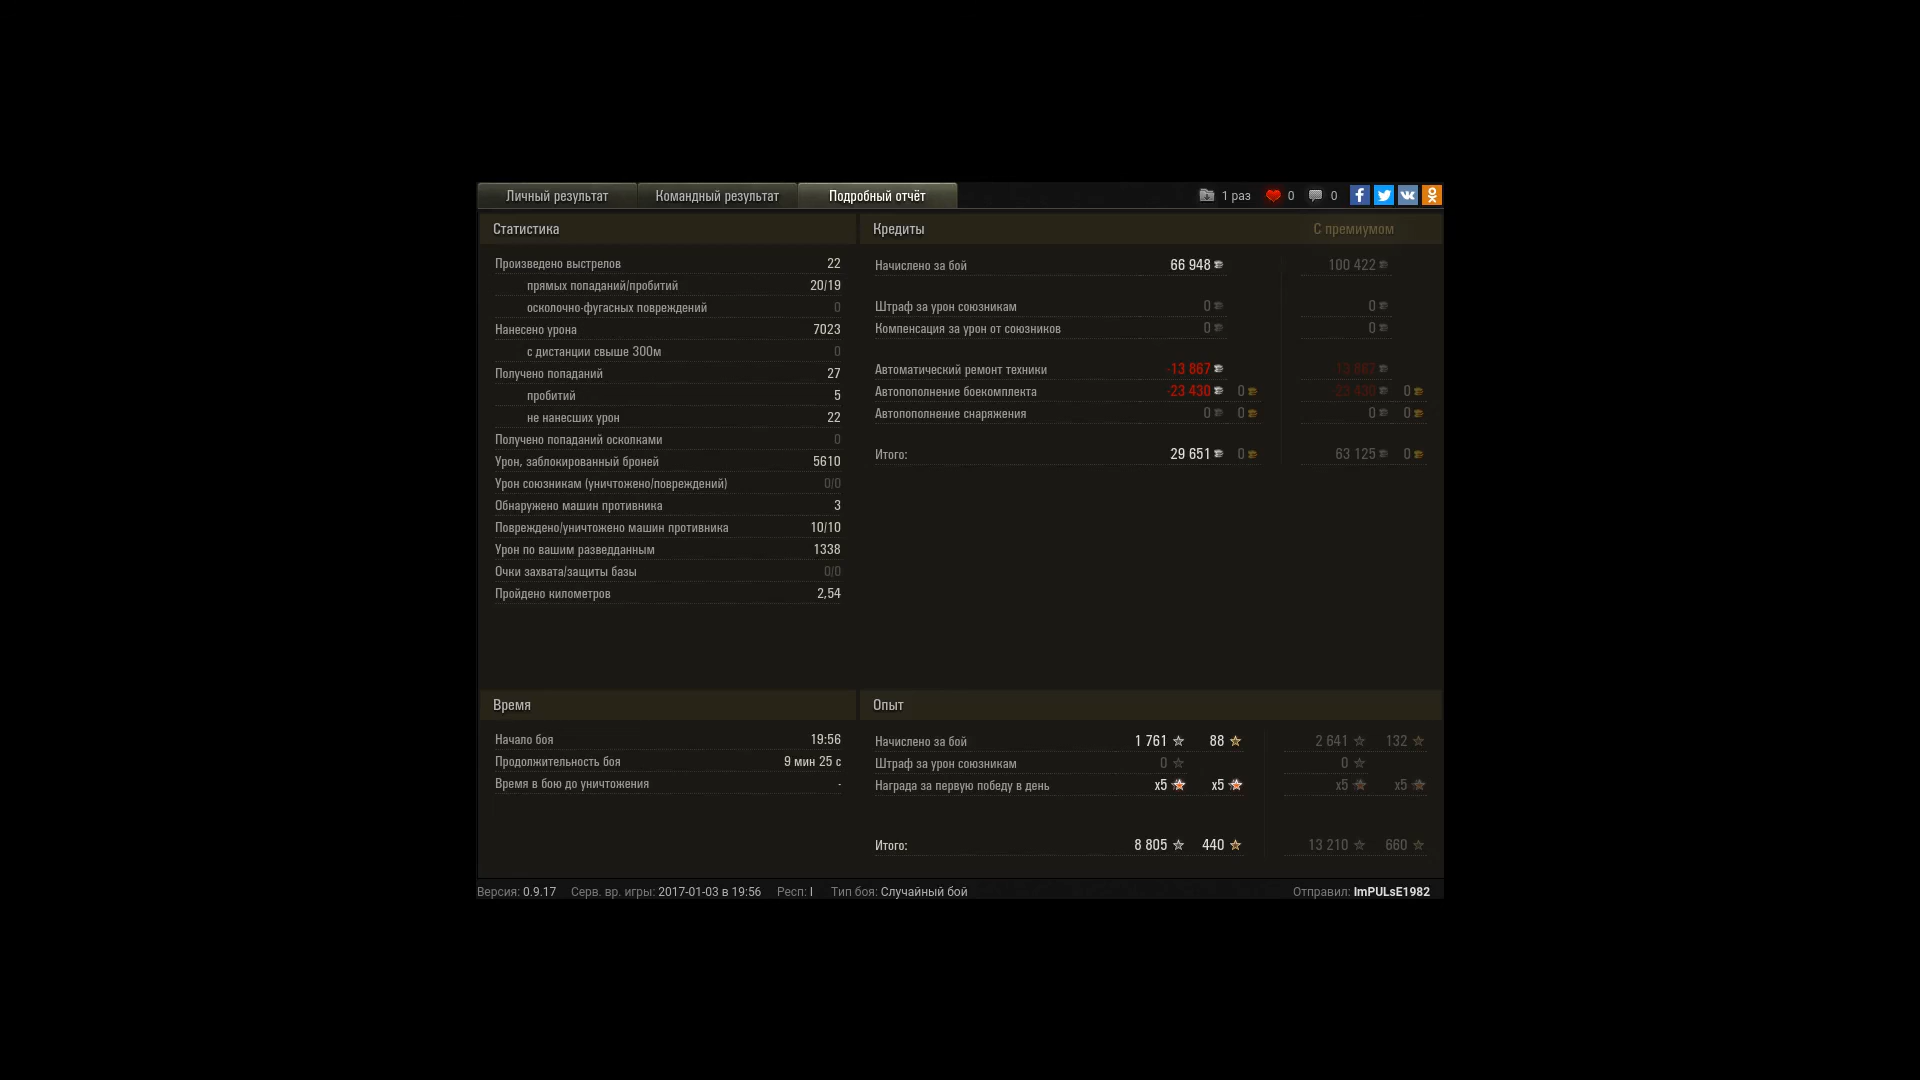 Личный результат Командный результат Подробный отчёт 1 раз 0 0
Статистика
Произведено выстрелов 22
прямых попаданий/пробитий 20/19
осколочно-фугасных повреждений 0
Нанесено урона 7023
с дистанции свыше 300м 0
Получено попаданий 27
пробитий 5
не нанесших урон 22
Получено попаданий осколками 0
Урон, заблокированный броней 5610
Урон союзникам (уничтожено/повреждений) 0/0
Обнаружено машин противника 3
Повреждено/уничтожено машин противника 10/10
Урон по вашим разведданным 1338
Очки захвата/защиты базы 0/0
Пройдено километров 2,54
Кредиты С премиумом
Начислено за бой 66 948 100 422
Штраф за урон союзникам 0 0
Компенсация за урон от союзников 0 0
Автоматический ремонт техники -13 867 -13 867
Автопополнение боекомплекта -23 430 0 -23 430 0
Автопополнение снаряжения 0 0 0 0
Итого: 29 651 0 63 125 0
Время
Начало боя 19:56
Продолжительность боя 9 мин 25 с
Время в бою до уничтожения -
Опыт
Начислено за бой 1 761 88 2 641 132
Штраф за урон союзникам 0 0
Награда за первую победу в день x5 x5 x5 x5
Итого: 8 805 440 13 210 660
Версия: 0.9.17 Серв. вр. игры: 2017-01-03 в 19:56 Респ: I Тип боя: Случайный бой Отправил: ImPULsE1982